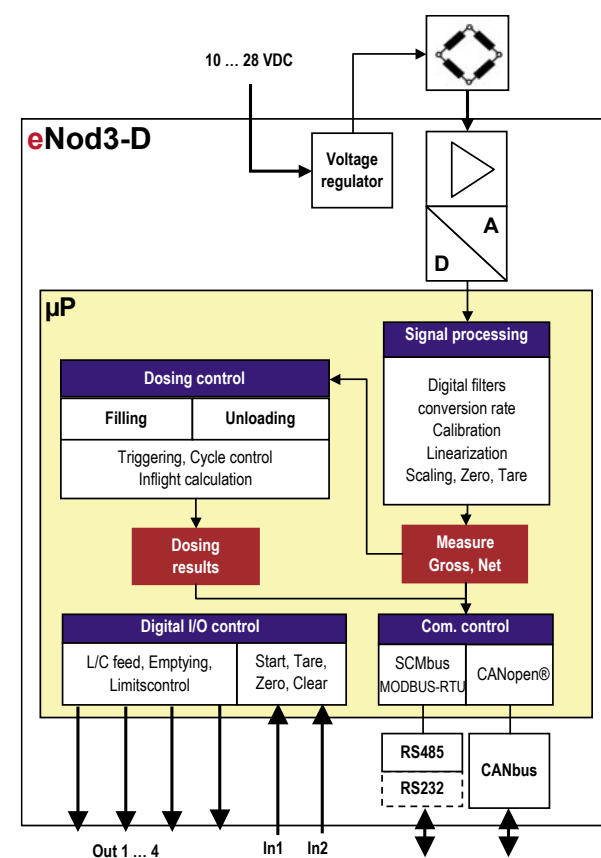 10 ... 28 VDC
eNod3-D
Voltage
regulator
A
D
µP
Signal processing
Digital filters
conversion rate
Calibration
Linearization
Scaling, Zero, Tare
Dosing control
Filling
Unloading
Triggering, Cycle control
Inflight calculation
Dosing
results
Measure
Gross, Net
Digital I/O control
L/C feed, Emptying,
Limitscontrol
Start, Tare,
Zero, Clear
Com. control
SCMbus
MODBUS-RTU
CANopen®
RS485
RS232
CANbus
Out 1 ... 4
In1
In2